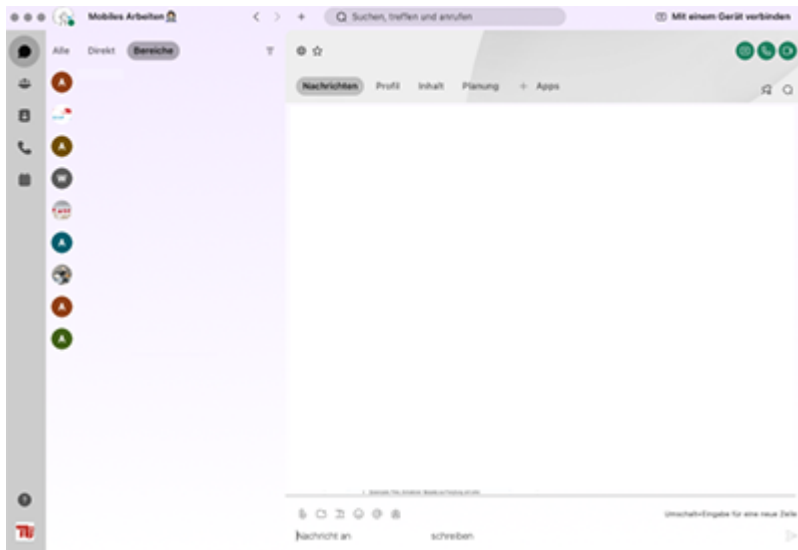 Mobiles Arbeiten
Suchen, treffen und anrufen
Mit einem Gerät verbinden
Alle Direkt Bereiche
Nachrichten Profil Inhalt Planung + Apps
A
A
W
A
A
A
Umschalt+Eingabe für eine neue Zeile
Nachricht an schreiben